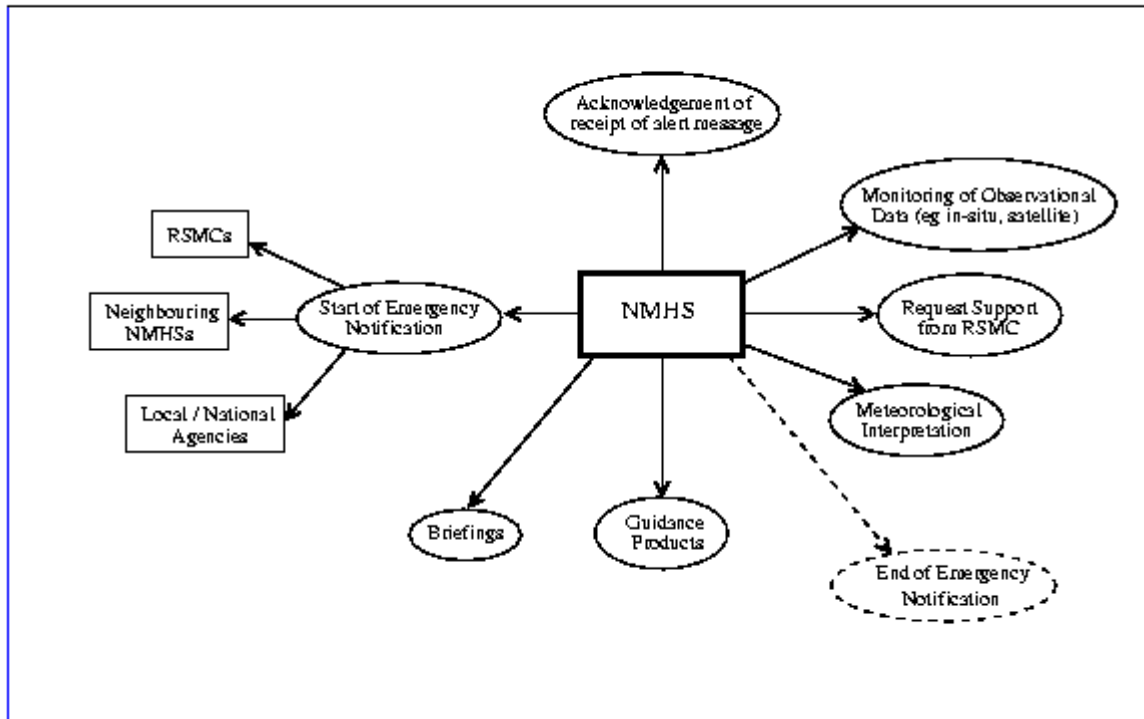 Acknowledgement of
receipt of alert message
Monitoring of Observational
Data (eg in-situ, satellite)
RSMCs
Neighbouring
NMHSs
Start of Emergency
Notification
NMHS
Request Support
from RSMC
Local / National
Agencies
Meteorological
Interpretation
Briefings
Guidance
Products
End of Emergency
Notification